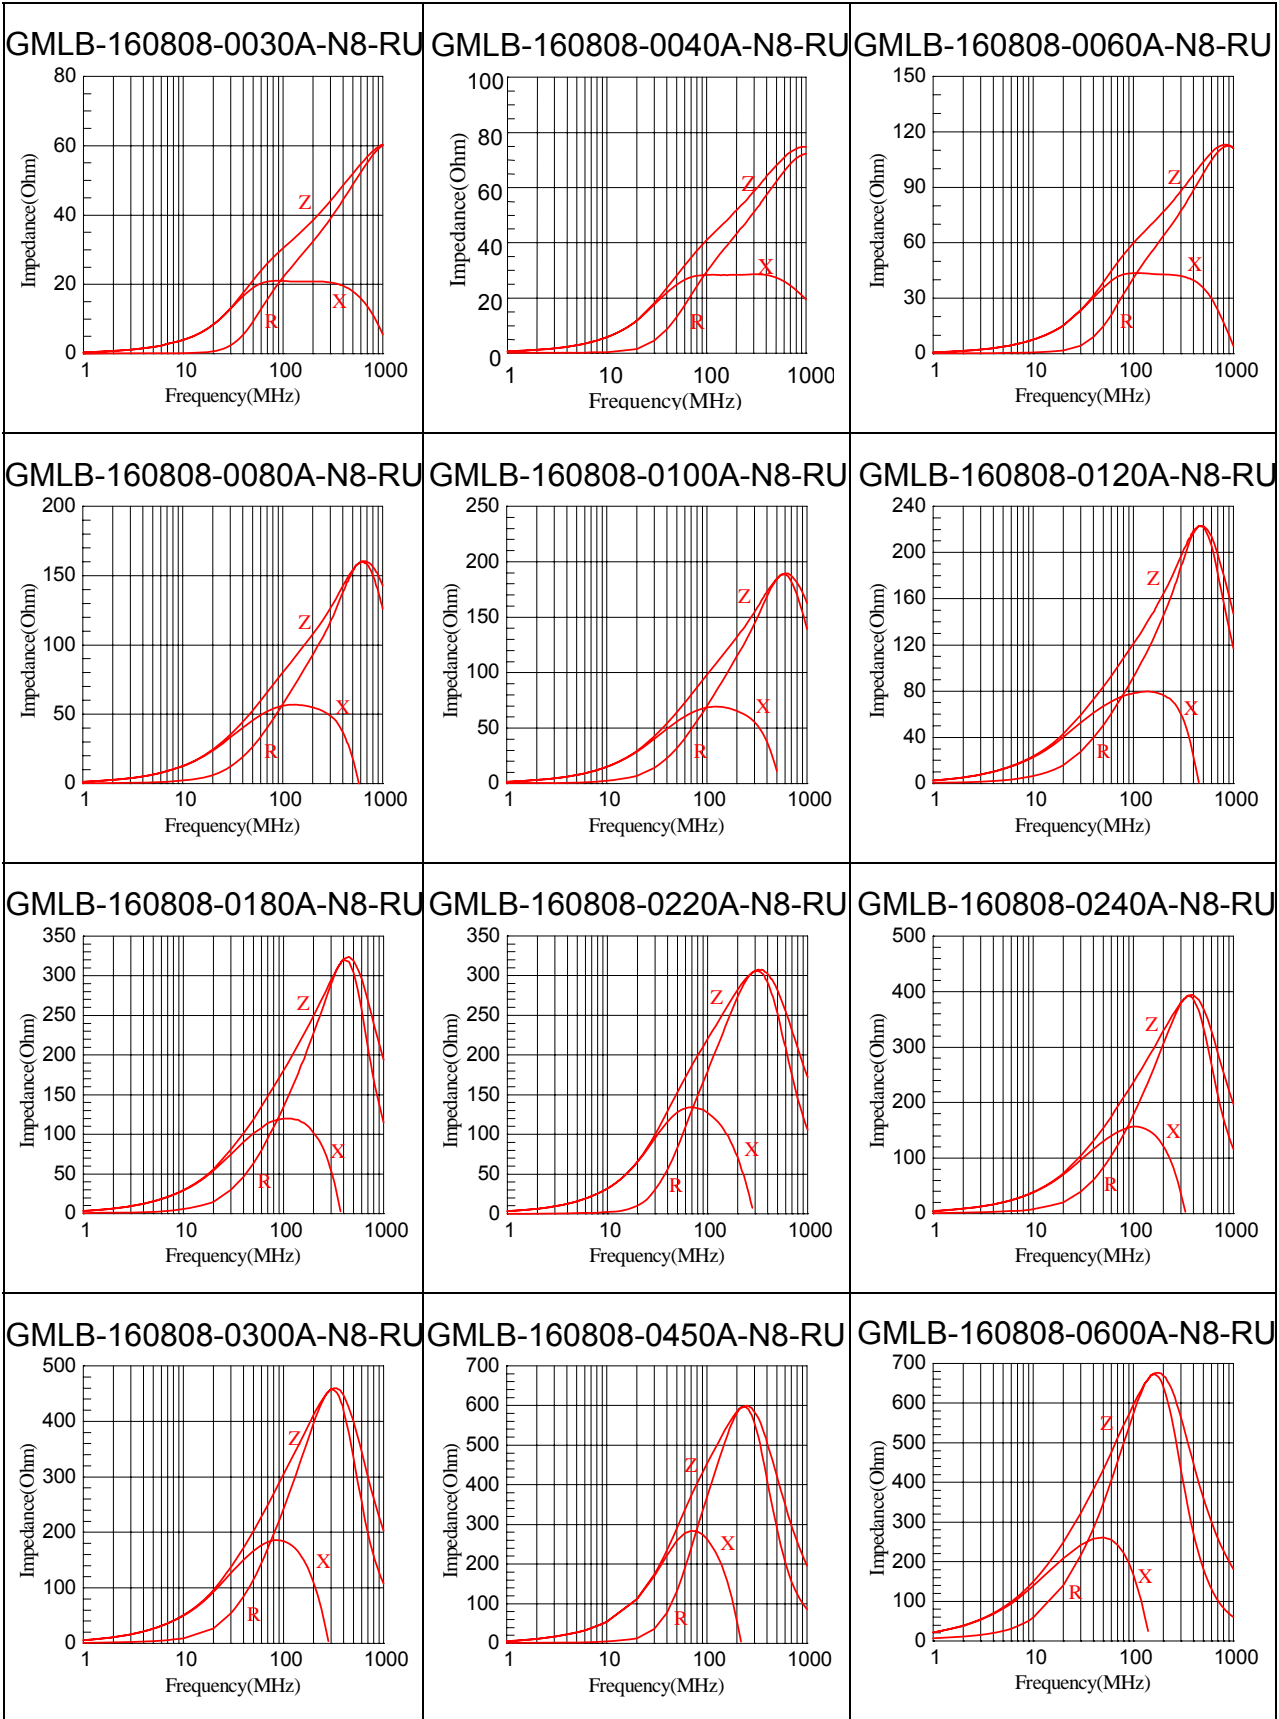 GMLB-160808-0030A-N8-RU
80
60
40
20
0
Impedance(Ohm)
Z
X
R
1 10 100 1000
Frequency(MHz)
GMLB-160808-0040A-N8-RU
100
80
60
40
20
0
Impedance(Ohm)
Z
X
R
1 10 100 1000
Frequency(MHz)
GMLB-160808-0060A-N8-RU
150
120
90
60
30
0
Impedance(Ohm)
Z
X
R
1 10 100 1000
Frequency(MHz)
GMLB-160808-0080A-N8-RU
200
150
100
50
0
Impedance(Ohm)
Z
X
R
1 10 100 1000
Frequency(MHz)
GMLB-160808-0100A-N8-RU
250
200
150
100
50
0
Impedance(Ohm)
Z
X
R
1 10 100 1000
Frequency(MHz)
GMLB-160808-0120A-N8-RU
240
200
160
120
80
40
0
Impedance(Ohm)
Z
X
R
1 10 100 1000
Frequency(MHz)
GMLB-160808-0180A-N8-RU
350
300
250
200
150
100
50
0
Impedance(Ohm)
Z
X
R
1 10 100 1000
Frequency(MHz)
GMLB-160808-0220A-N8-RU
350
300
250
200
150
100
50
0
Impedance(Ohm)
Z
X
R
1 10 100 1000
Frequency(MHz)
GMLB-160808-0240A-N8-RU
500
400
300
200
100
0
Impedance(Ohm)
Z
X
R
1 10 100 1000
Frequency(MHz)
GMLB-160808-0300A-N8-RU
500
400
300
200
100
0
Impedance(Ohm)
Z
X
R
1 10 100 1000
Frequency(MHz)
GMLB-160808-0450A-N8-RU
700
600
500
400
300
200
100
0
Impedance(Ohm)
Z
X
R
1 10 100 1000
Frequency(MHz)
GMLB-160808-0600A-N8-RU
700
600
500
400
300
200
100
0
Impedance(Ohm)
Z
X
R
1 10 100 1000
Frequency(MHz)